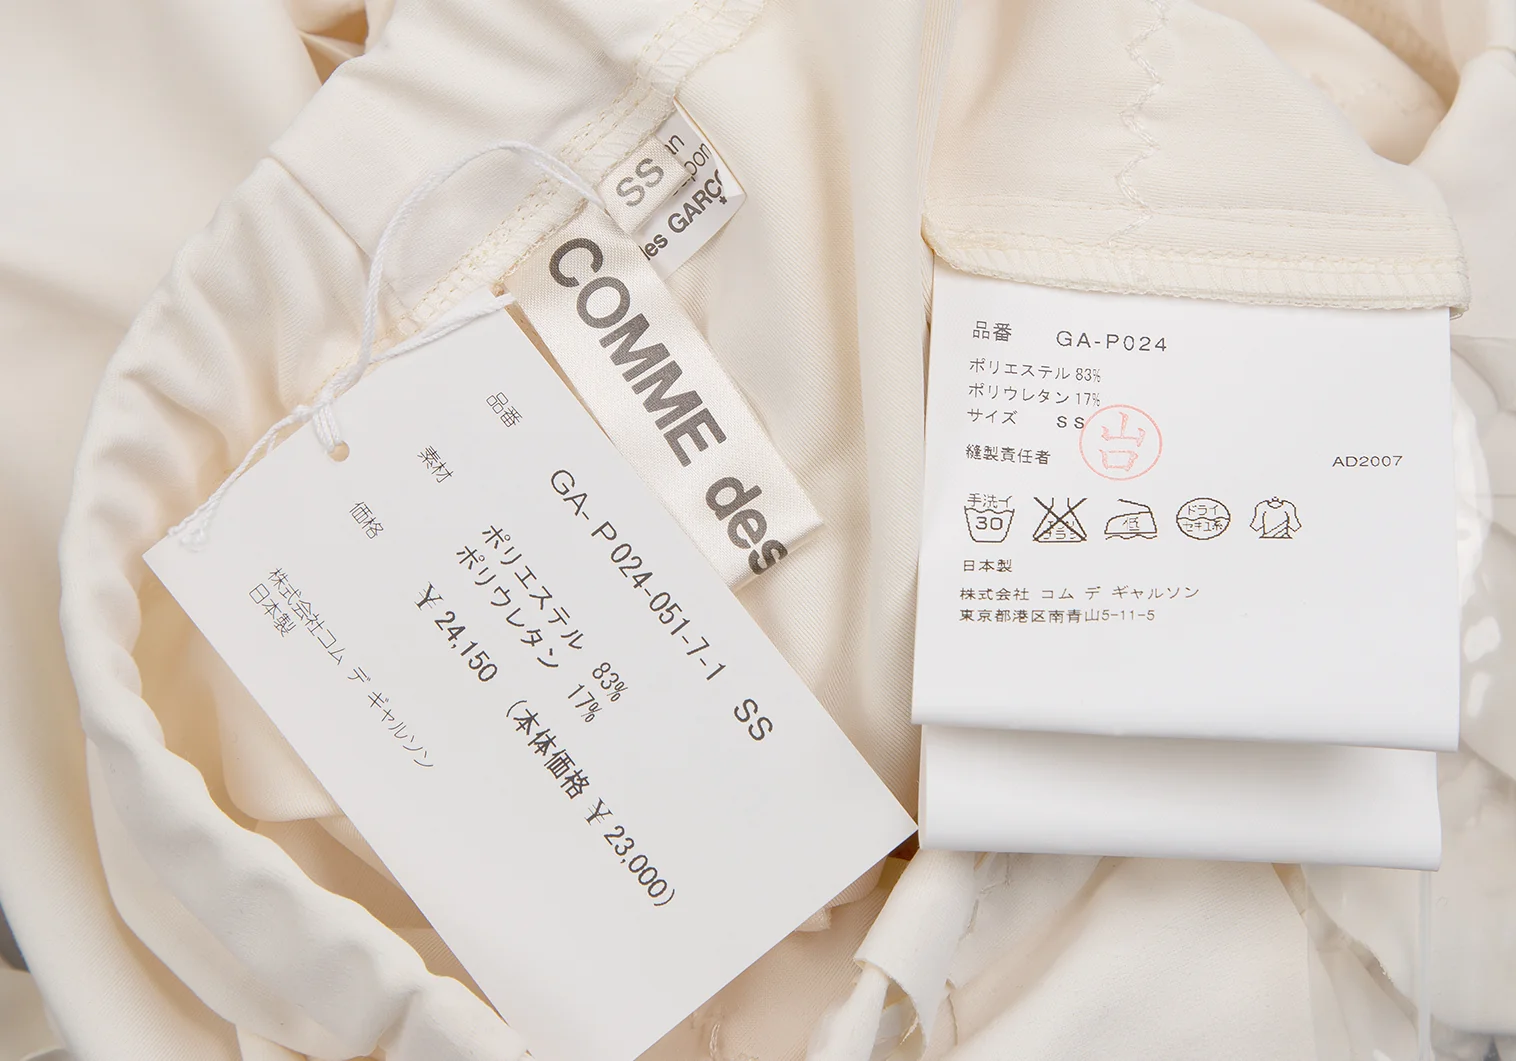 SS
des GARÇ
COMME des
品番
GA- P024-051-7-1 SS
素材
ポリエステル 83%
ポリウレタン 17%
価格
¥24,150 (本体価格 ¥23,000)
株式会社コム デ ギャルソン
日本製
品番 GA-P024
ポリエステル 83%
ポリウレタン 17%
サイズ SS
縫製責任者
AD2007
手洗イ
30
低
ドライ
セキユ系
日本製
株式会社 コム デ ギャルソン
東京都港区南青山5-11-5